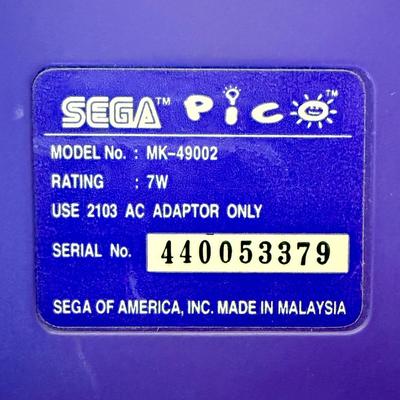 SEGA™ PiCO™
MODEL No. : MK-49002
RATING : 7W
USE 2103 AC ADAPTOR ONLY
SERIAL No. 440053379
SEGA OF AMERICA, INC. MADE IN MALAYSIA